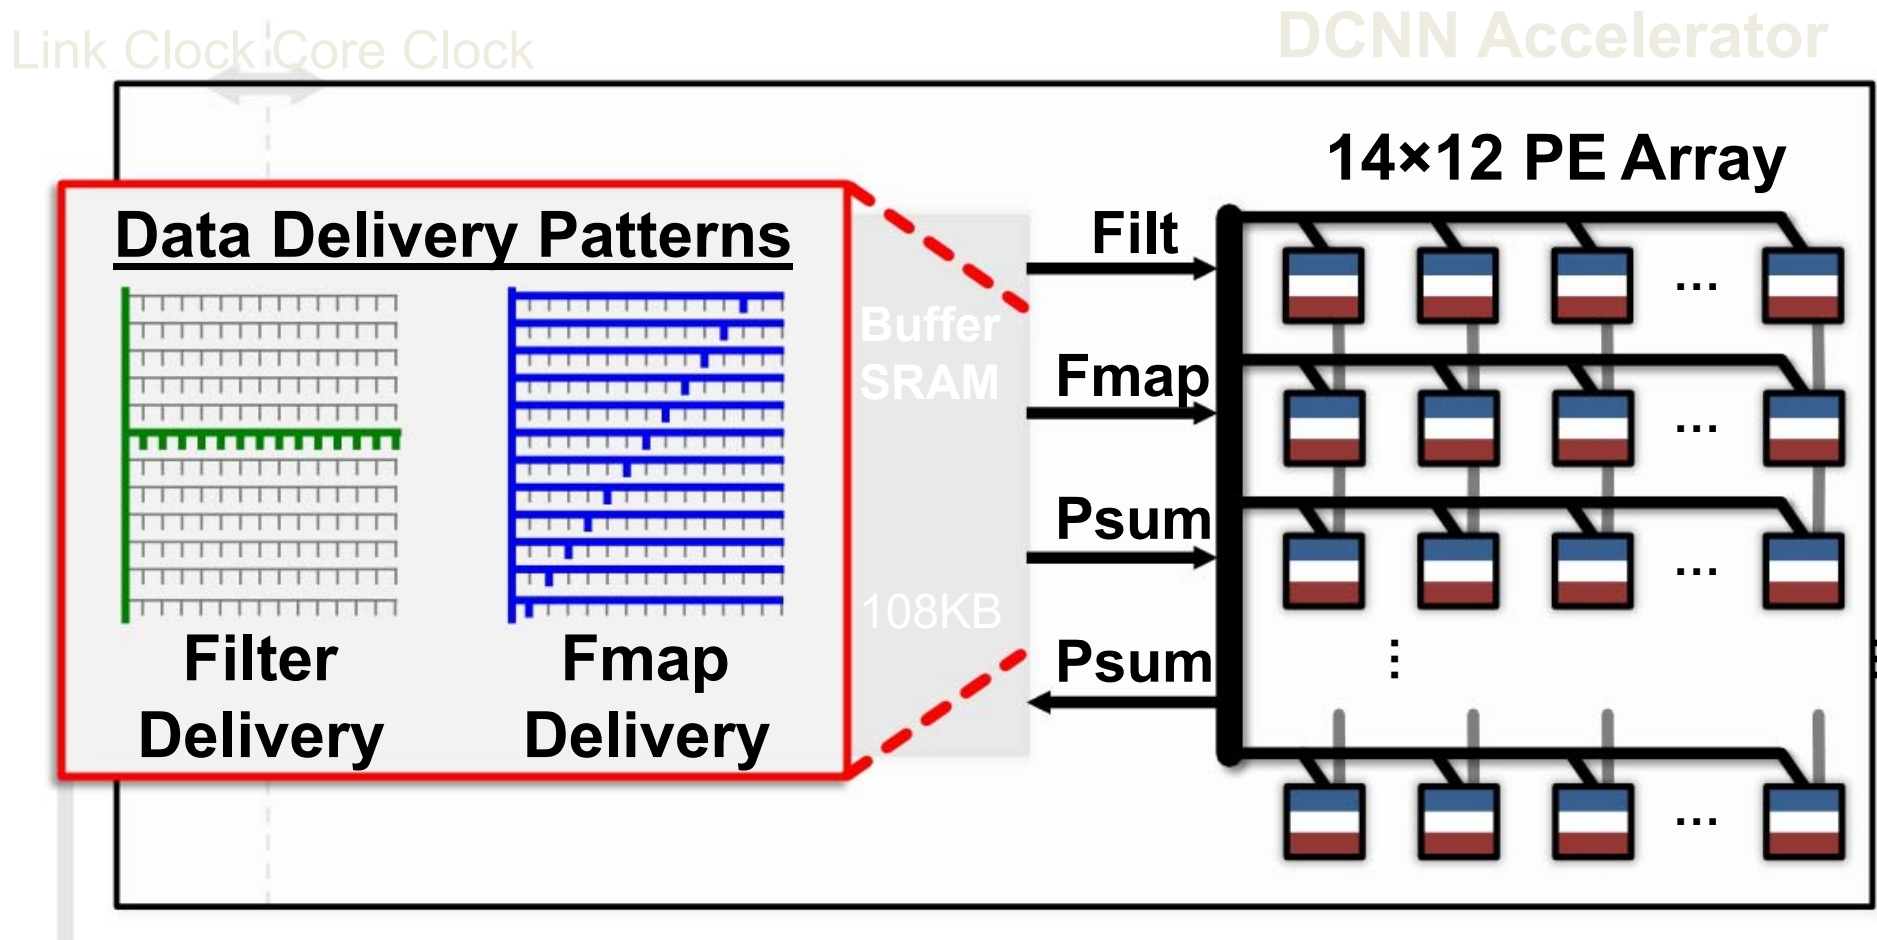 Link Clock Core Clock
DCNN Accelerator
14×12 PE Array
Data Delivery Patterns
Filter
Delivery
Fmap
Delivery
Buffer
SRAM
108KB
Filt
Fmap
Psum
Psum
...
...
...
...
...
...